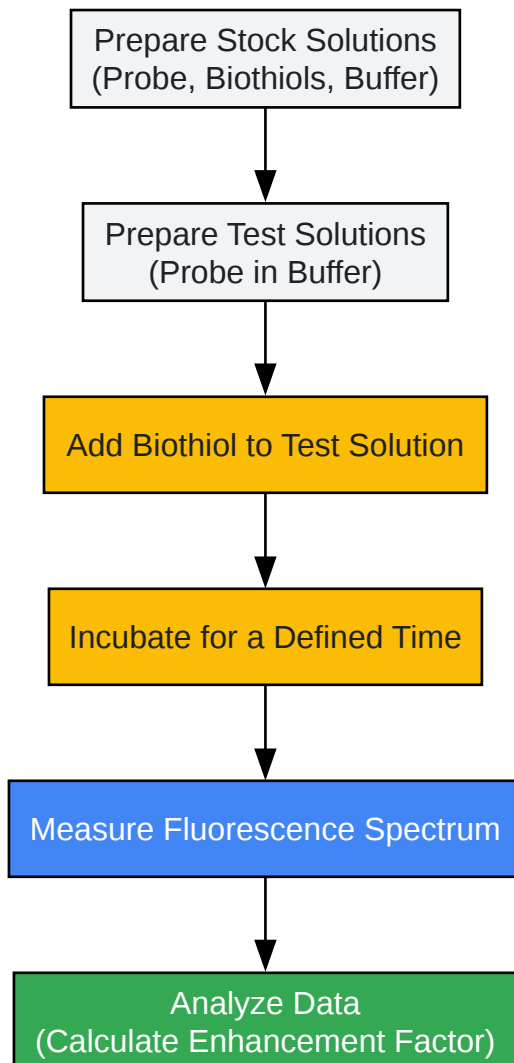 Prepare Stock Solutions
(Probe, Biothiols, Buffer)
Prepare Test Solutions
(Probe in Buffer)
Add Biothiol to Test Solution
Incubate for a Defined Time
Measure Fluorescence Spectrum
Analyze Data
(Calculate Enhancement Factor)